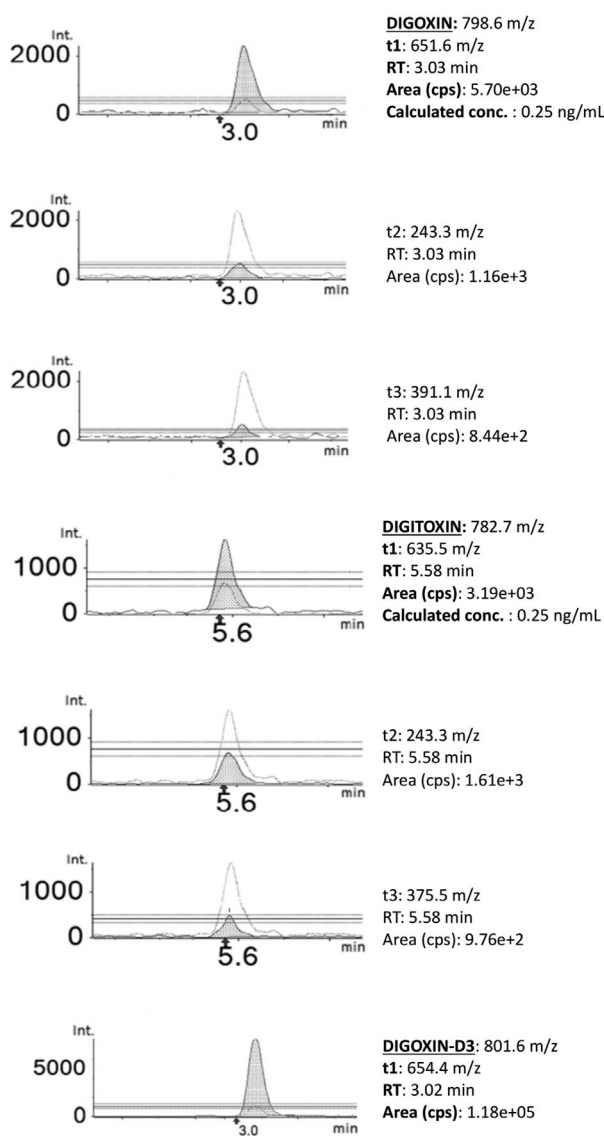 Int.
2000
0
3.0
min
DIGOXIN: 798.6 m/z
t1: 651.6 m/z
RT: 3.03 min
Area (cps): 5.70e+03
Calculated conc. : 0.25 ng/mL
Int.
2000
0
3.0
min
t2: 243.3 m/z
RT: 3.03 min
Area (cps): 1.16e+3
Int.
2000
0
3.0
min
t3: 391.1 m/z
RT: 3.03 min
Area (cps): 8.44e+2
Int.
1000
0
5.6
min
DIGITOXIN: 782.7 m/z
t1: 635.5 m/z
RT: 5.58 min
Area (cps): 3.19e+03
Calculated conc. : 0.25 ng/mL
Int.
1000
0
5.6
min
t2: 243.3 m/z
RT: 5.58 min
Area (cps): 1.61e+3
Int.
1000
0
5.6
min
t3: 375.5 m/z
RT: 5.58 min
Area (cps): 9.76e+2
Int.
5000
0
3.0
min
DIGOXIN-D3: 801.6 m/z
t1: 654.4 m/z
RT: 3.02 min
Area (cps): 1.18e+05